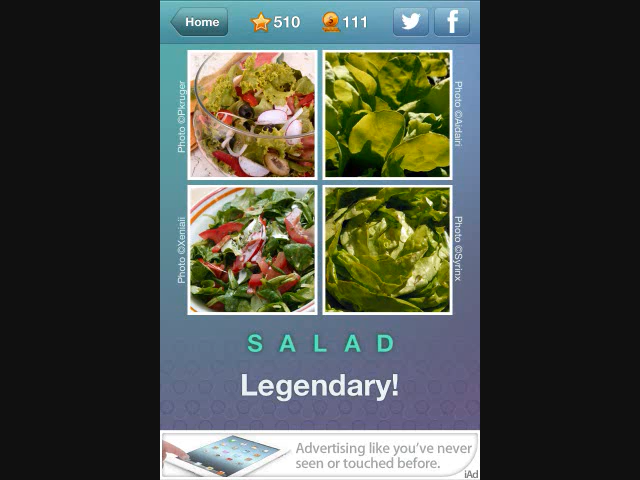 Home
510
111
Photo ©Pkruger
Photo ©Aidairi
Photo ©Xeniaii
Photo ©Syrinx
SALAD
Legendary!
Advertising like you've never
seen or touched before.
iAd